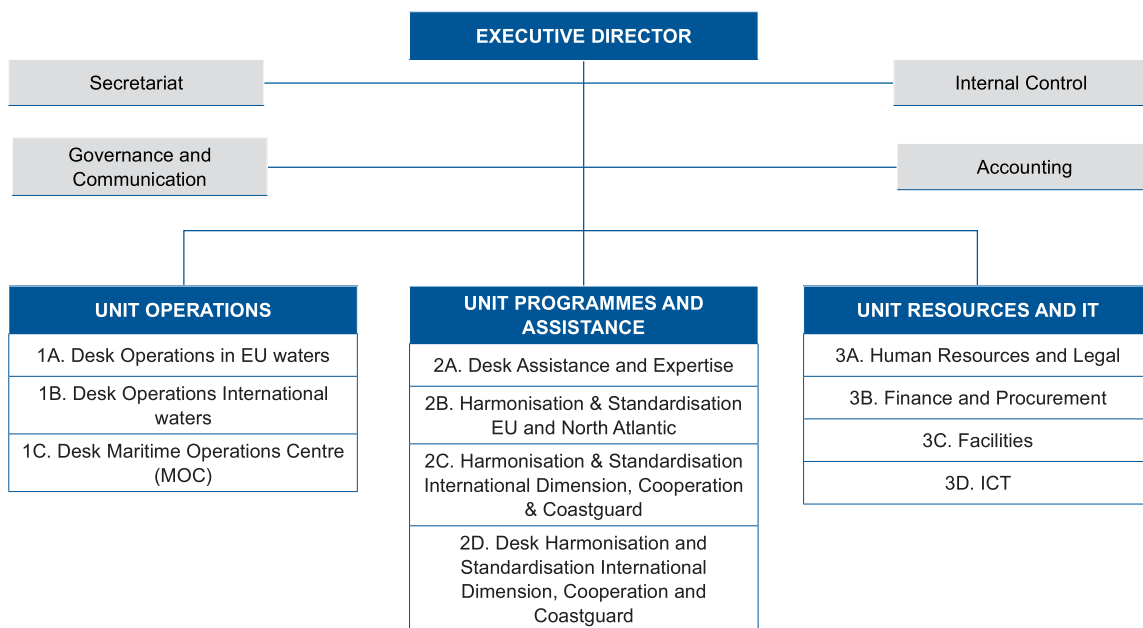 EXECUTIVE DIRECTOR
Secretariat
Internal Control
Governance and
Communication
Accounting
UNIT OPERATIONS
1A. Desk Operations in EU waters
1B. Desk Operations International
waters
1C. Desk Maritime Operations Centre
(MOC)
UNIT PROGRAMMES AND
ASSISTANCE
2A. Desk Assistance and Expertise
2B. Harmonisation & Standardisation
EU and North Atlantic
2C. Harmonisation & Standardisation
International Dimension, Cooperation
& Coastguard
2D. Desk Harmonisation and
Standardisation International
Dimension, Cooperation and
Coastguard
UNIT RESOURCES AND IT
3A. Human Resources and Legal
3B. Finance and Procurement
3C. Facilities
3D. ICT